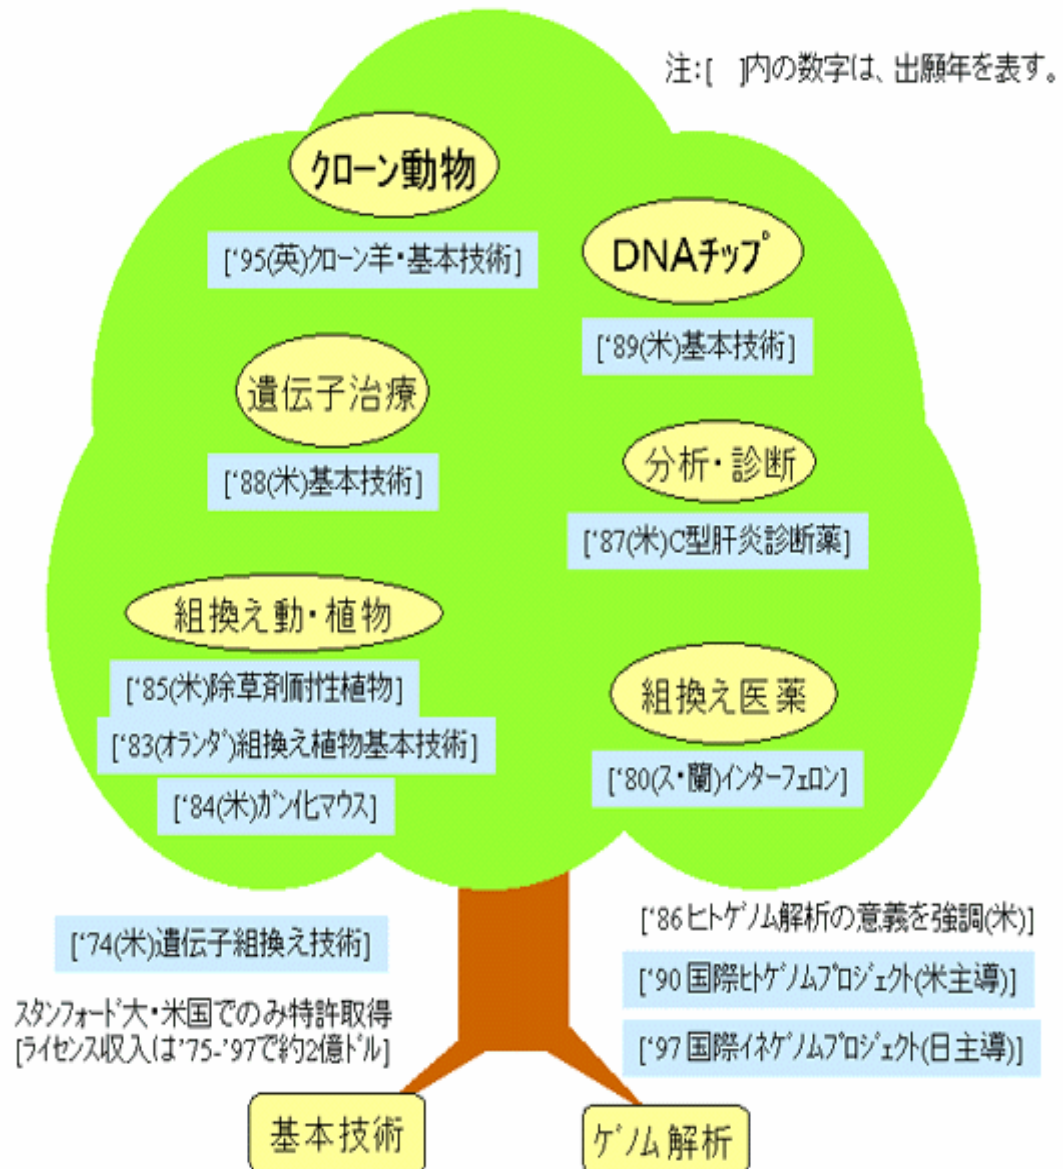 注:[　]内の数字は、出願年を表す。
クローン動物
[‘95(英)ｸﾛｰﾝ羊・基本技術]
DNAﾁｯﾌﾟ
[‘89(米)基本技術]
遺伝子治療
[‘88(米)基本技術]
分析・診断
[‘87(米)C型肝炎診断薬]
組換え動・植物
[‘85(米)除草剤耐性植物]
[‘83(ｵﾗﾝﾀﾞ)組換え植物基本技術]
[‘84(米)ｶﾞﾝ化マウス]
組換え医薬
[‘80(ス・蘭)インターフェロン]
[‘74(米)遺伝子組換え技術]
スタンフォード大・米国でのみ特許取得
[ライセンス収入は’75-’97で約2億ドル]
[‘86 ヒトゲノム解析の意義を強調(米)]
[‘90 国際ヒトゲノムプロジェクト(米主導)]
[‘97 国際イネゲノムプロジェクト(日主導)]
基本技術
ゲノム解析